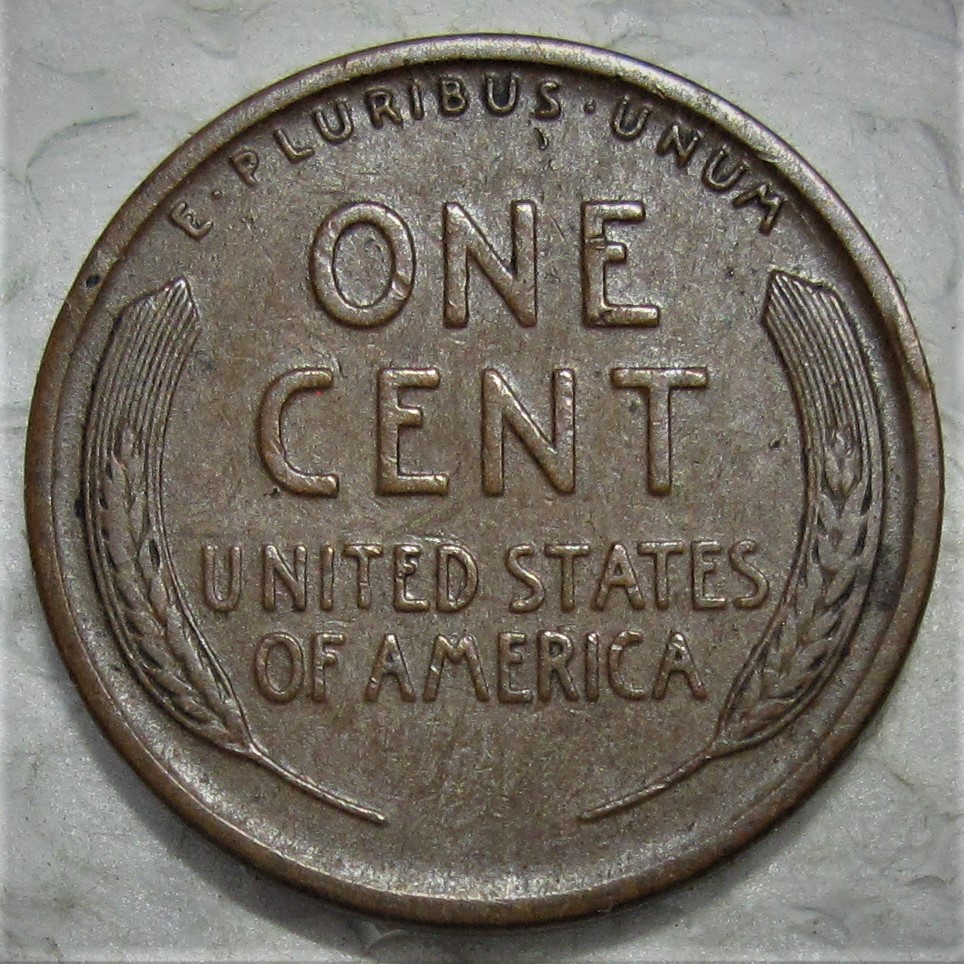 E·PLURIBUS·UNUM
ONE
CENT
UNITED STATES
OF AMERICA